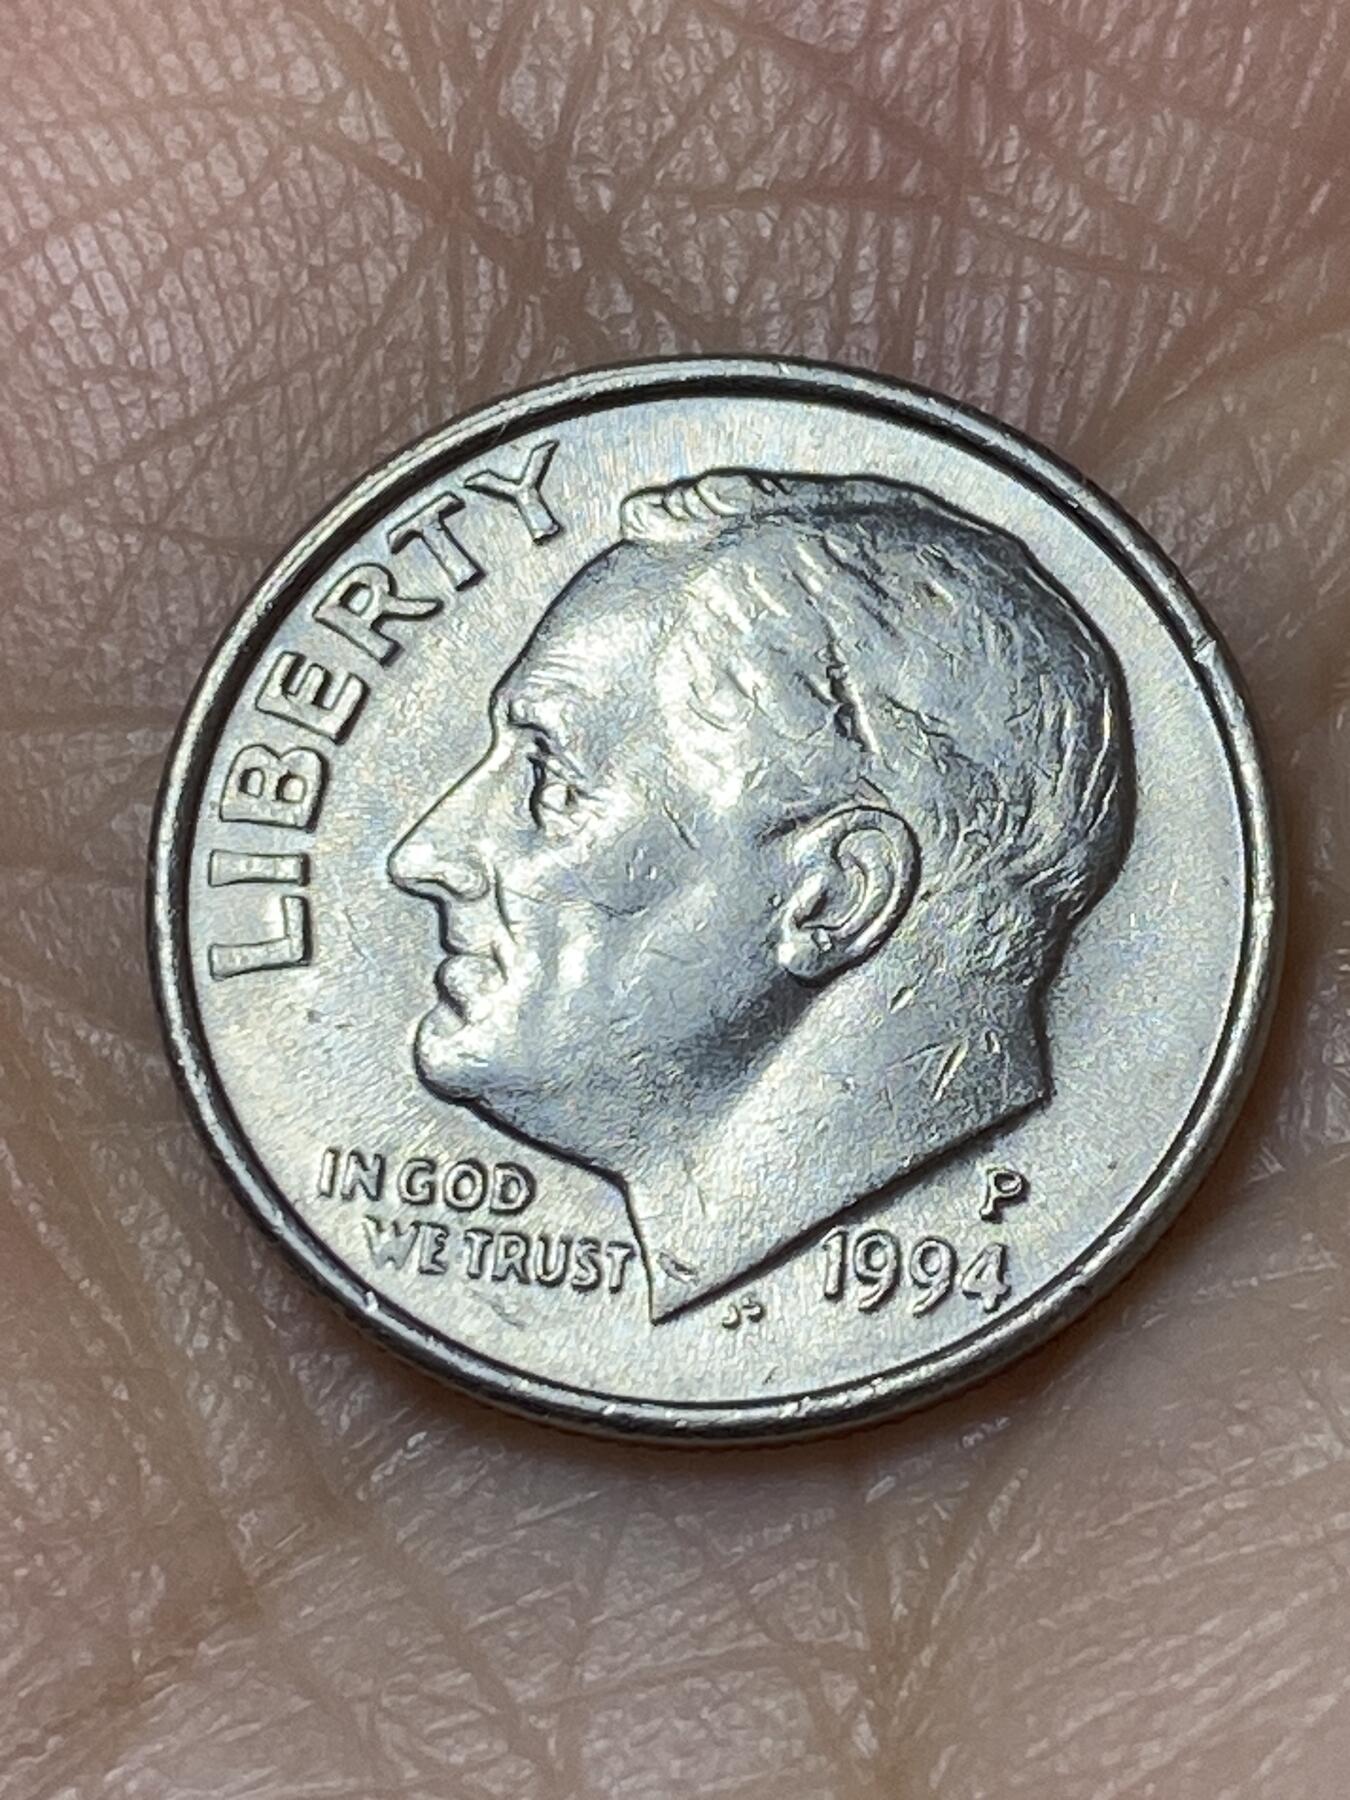 LIBERTY
IN GOD
WE TRUST
JS
P
1994